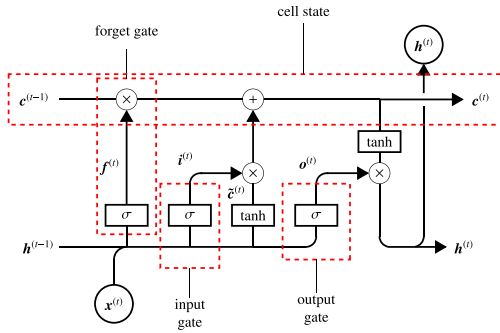 cell state
forget gate
h^(t)
c^(t−1)
×
+
c^(t)
tanh
f^(t)
i^(t)
×
o^(t)
×
c̃^(t)
σ
σ
tanh
σ
h^(t−1)
h^(t)
x^(t)
input
gate
output
gate